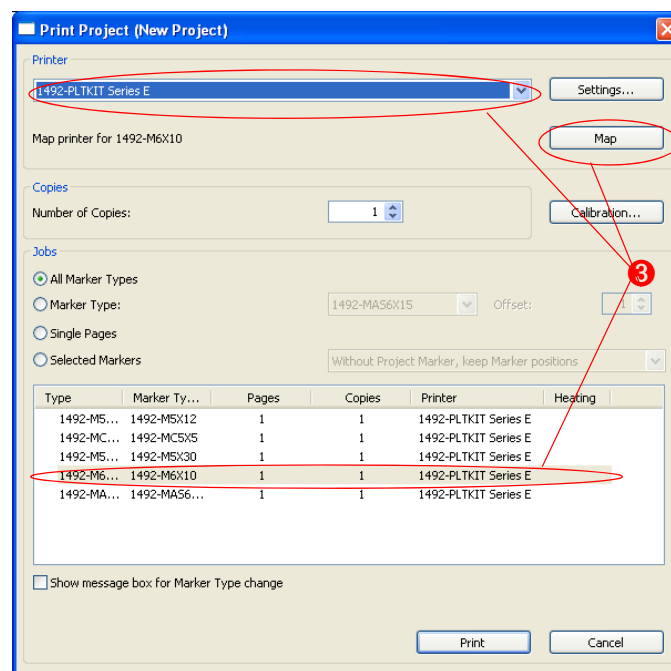 Print Project (New Project)
Printer
1492-PLTKIT Series E
Settings...
Map printer for 1492-M6X10
Map
Copies
Number of Copies:
1
Calibration...
Jobs
All Marker Types
3
Marker Type:
1492-MAS6X15
Offset:
1
Single Pages
Selected Markers
Without Project Marker, keep Marker positions
Type Marker Ty... Pages Copies Printer Heating
1492-M5... 1492-M5X12 1 1 1492-PLTKIT Series E
1492-MC... 1492-MC5X5 1 1 1492-PLTKIT Series E
1492-M5... 1492-M5X30 1 1 1492-PLTKIT Series E
1492-M6... 1492-M6X10 1 1 1492-PLTKIT Series E
1492-MA... 1492-MAS6... 1 1 1492-PLTKIT Series E
Show message box for Marker Type change
Print
Cancel